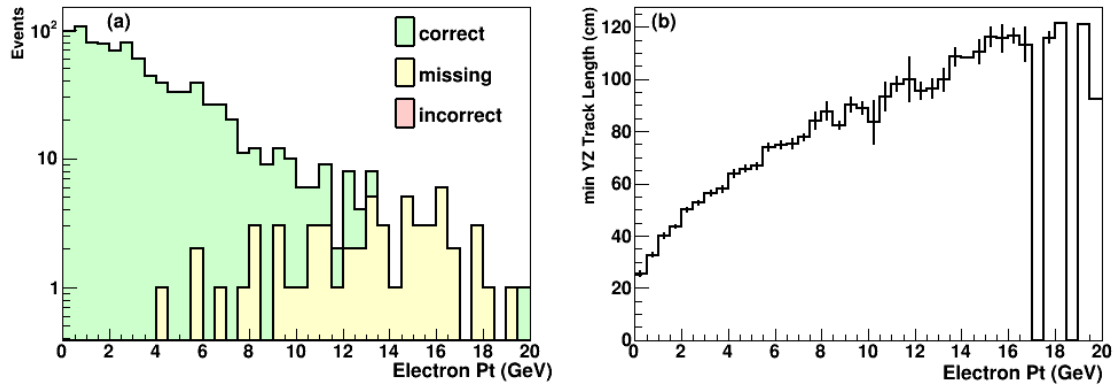 (a)
Events
10²
10
1
correct
missing
incorrect
0 2 4 6 8 10 12 14 16 18 20
Electron Pt (GeV)
(b)
min YZ Track Length (cm)
120
100
80
60
40
20
0
0 2 4 6 8 10 12 14 16 18 20
Electron Pt (GeV)